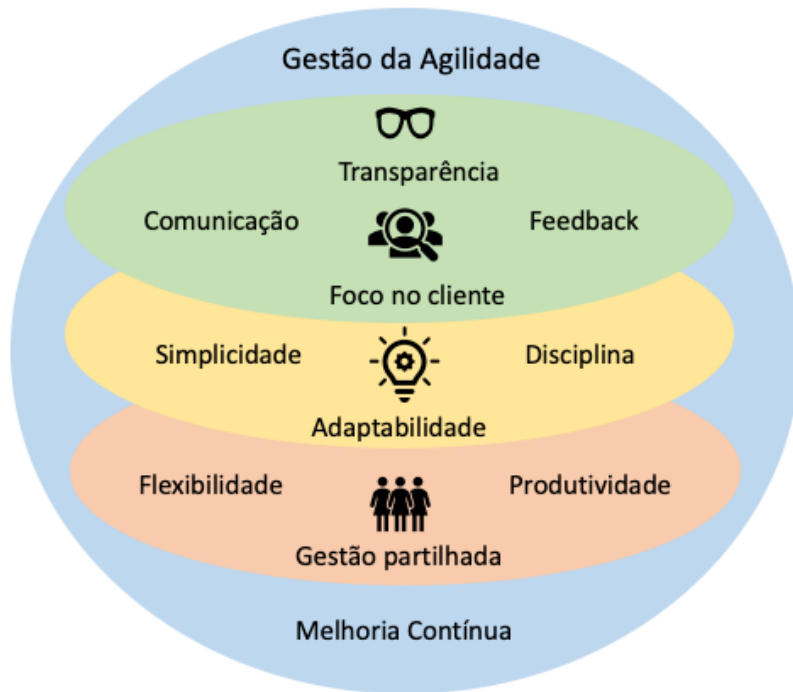 Gestão da Agilidade
Transparência
Comunicação
Feedback
Foco no cliente
Simplicidade
Disciplina
Adaptabilidade
Flexibilidade
Produtividade
Gestão partilhada
Melhoria Contínua